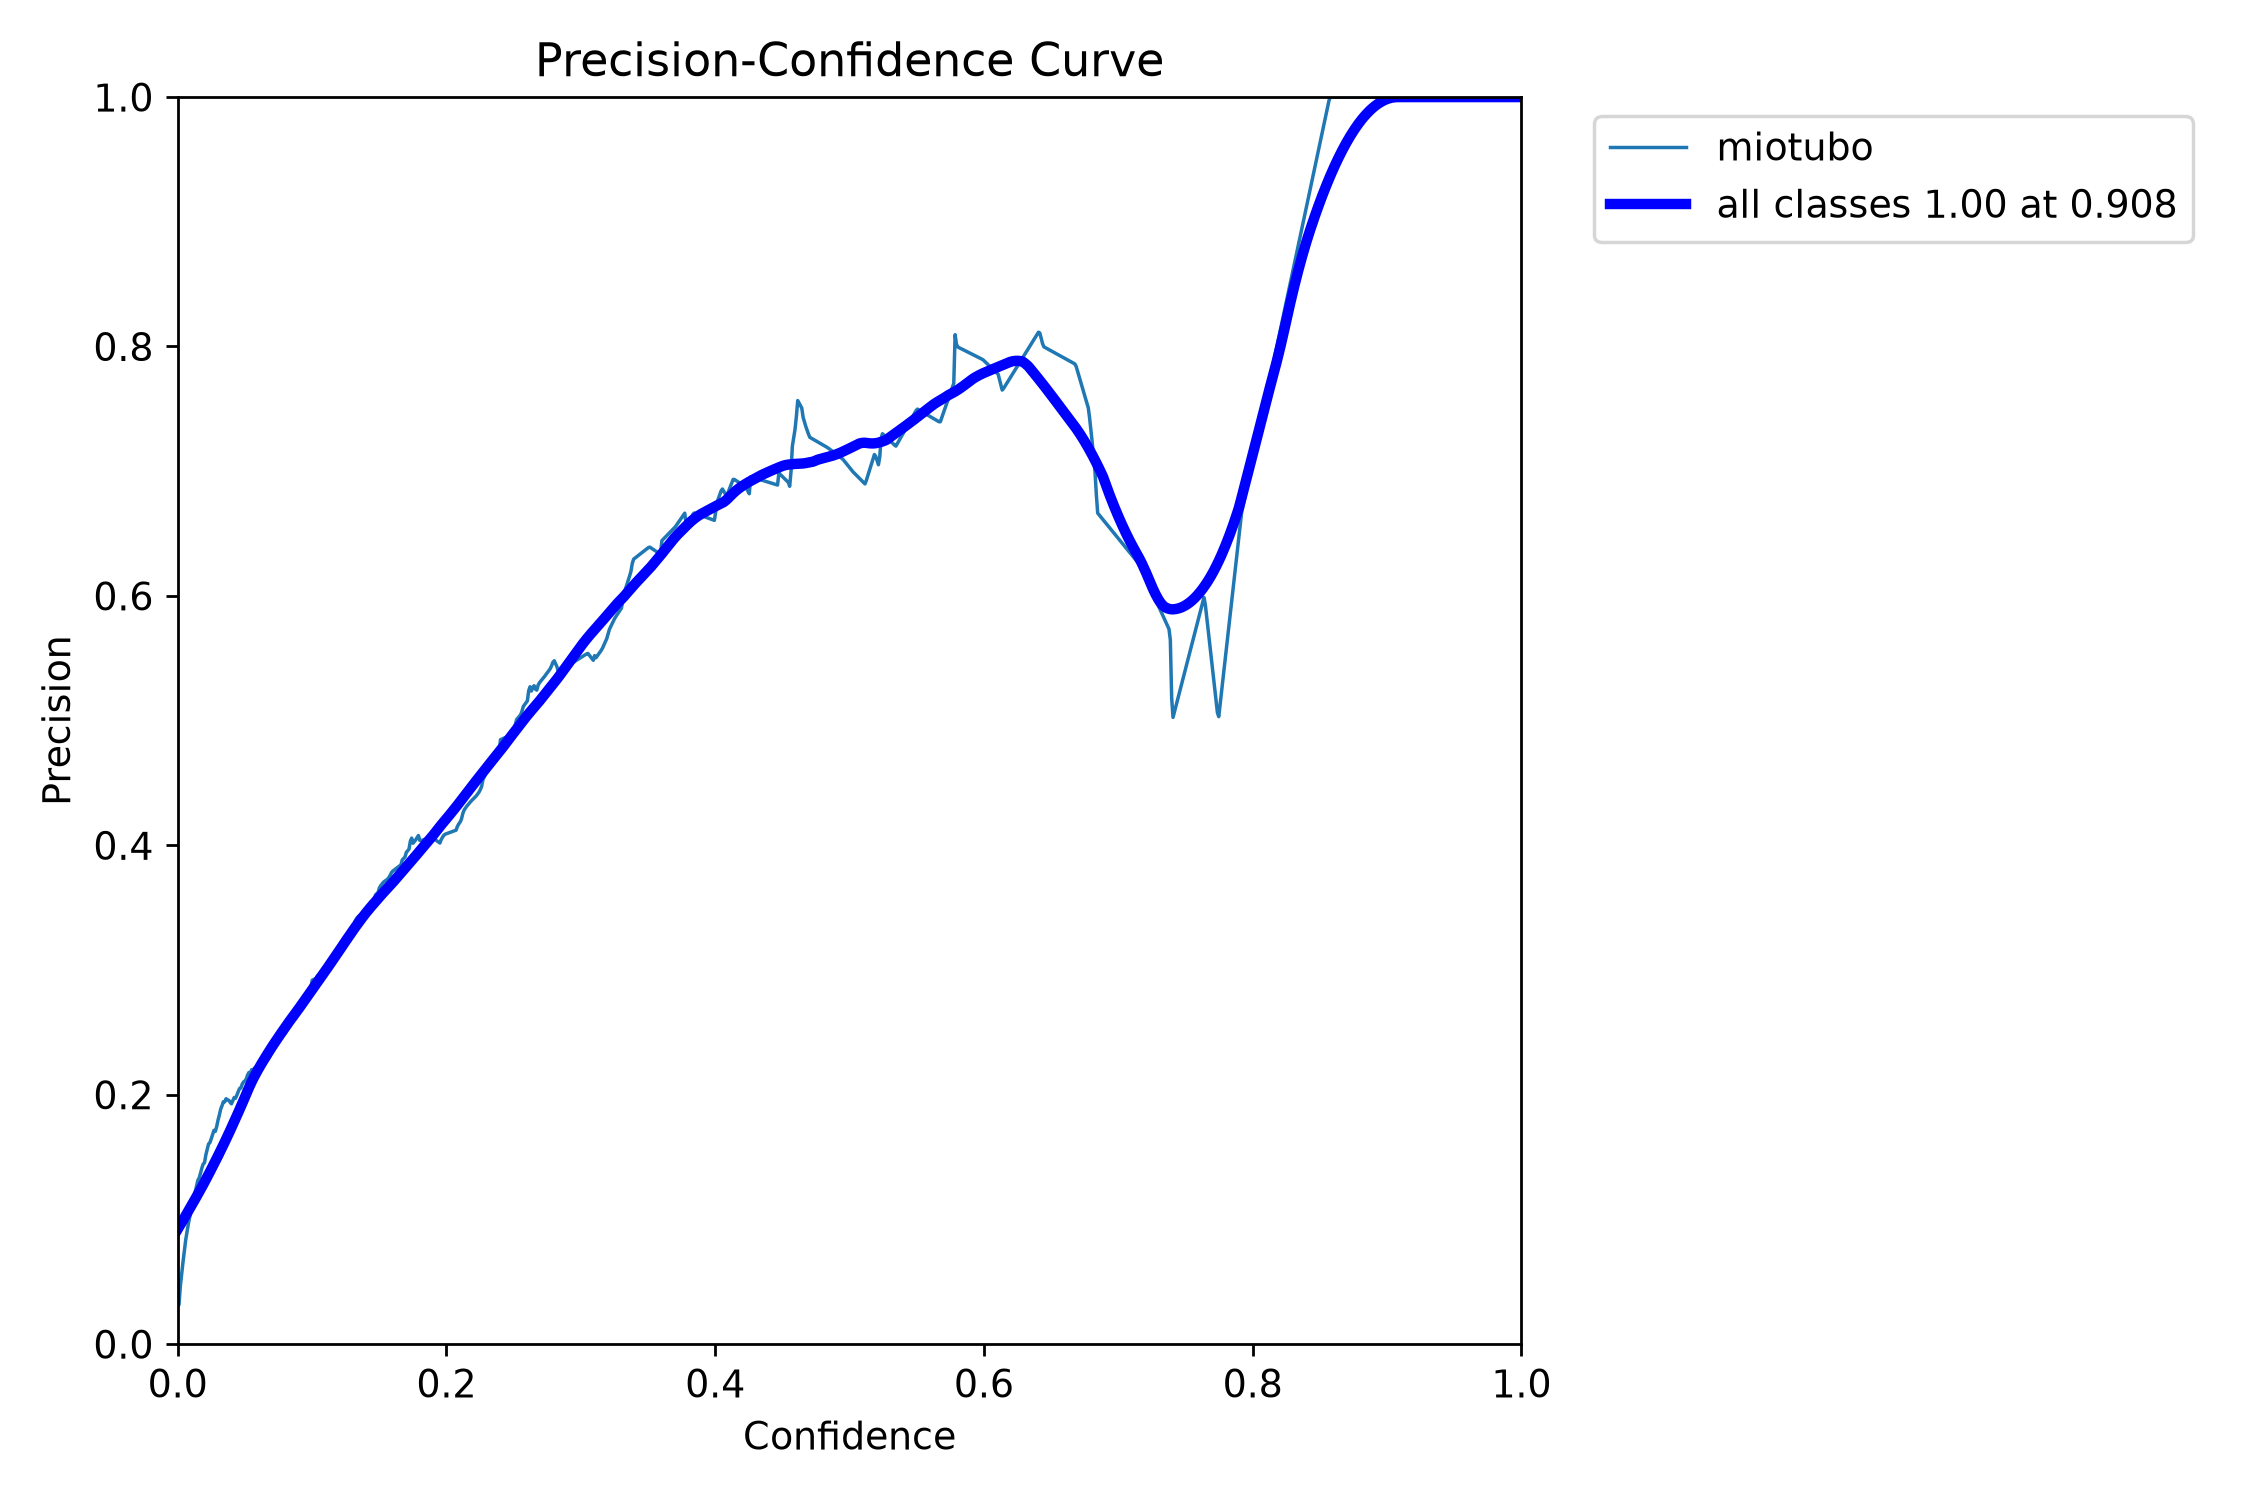 Precision-Confidence Curve
1.0
0.8
0.6
0.4
0.2
0.0
Precision
0.0 0.2 0.4 0.6 0.8 1.0
Confidence
miotubo
all classes 1.00 at 0.908